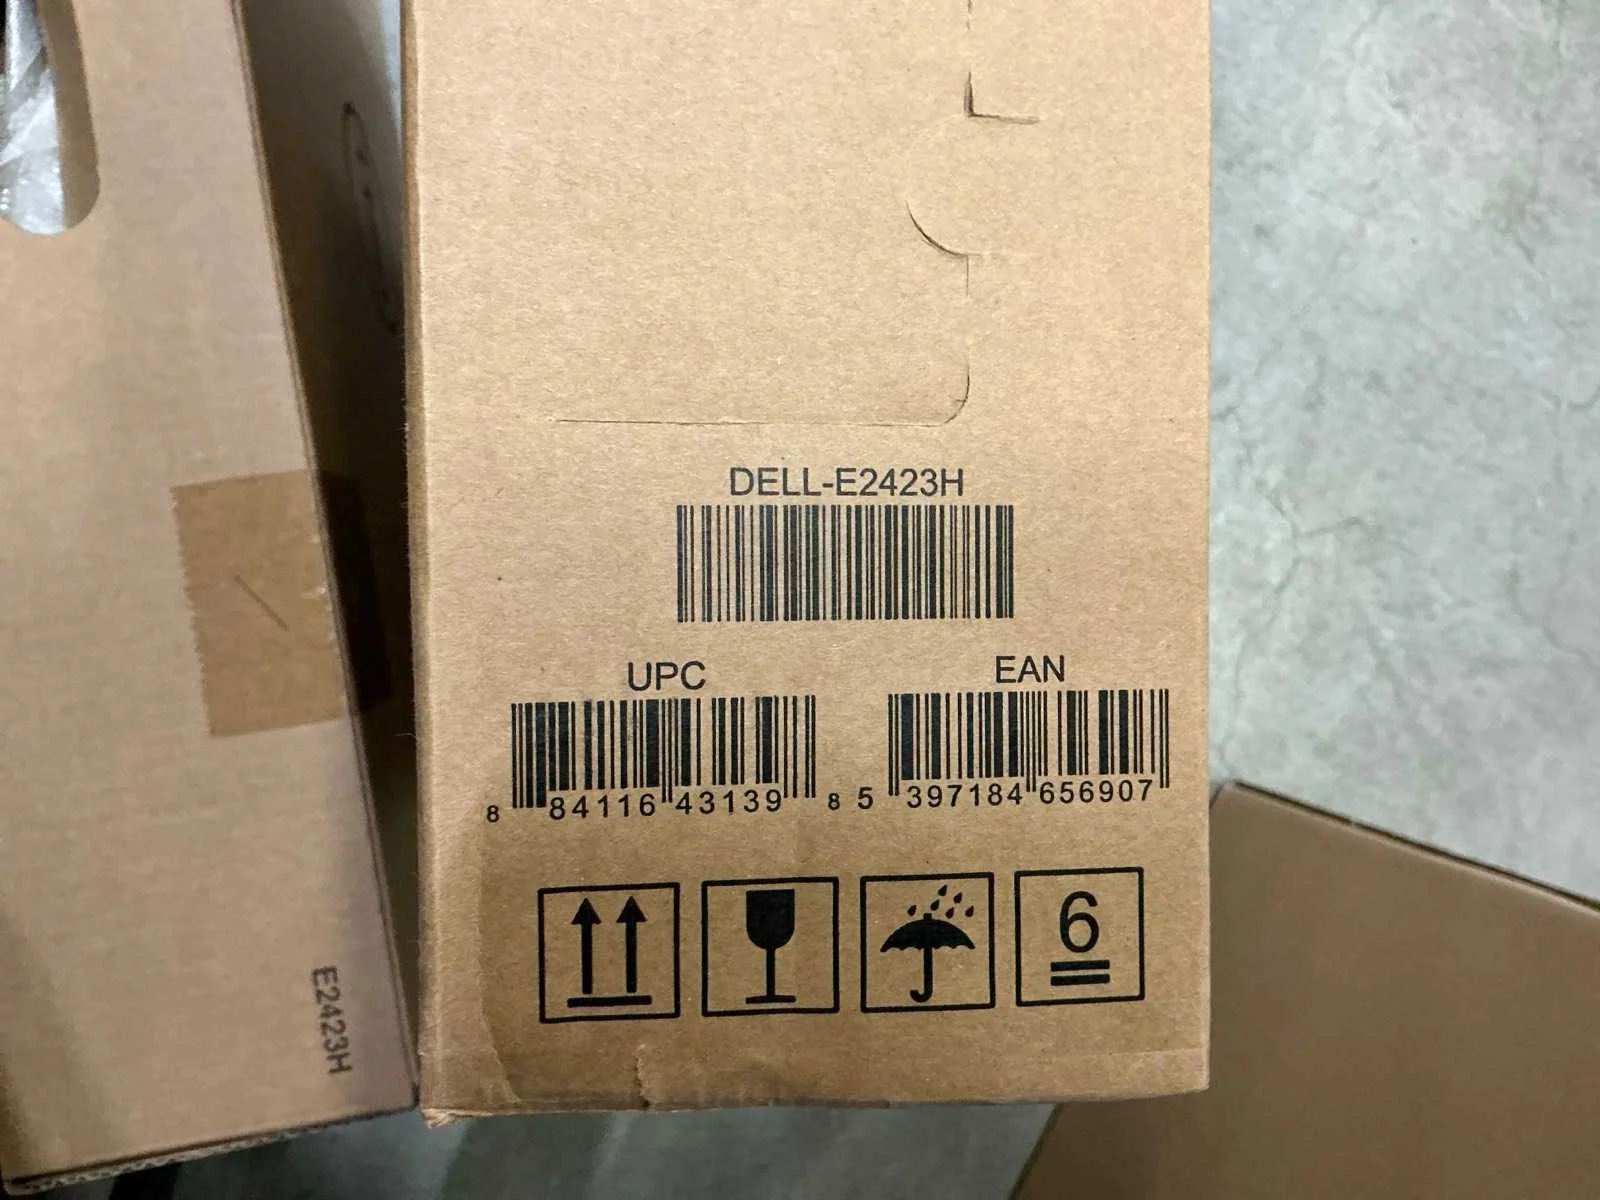 DELL-E2423H
UPC
8 84116 43139 8
EAN
5 397184 656907
6
E2423H